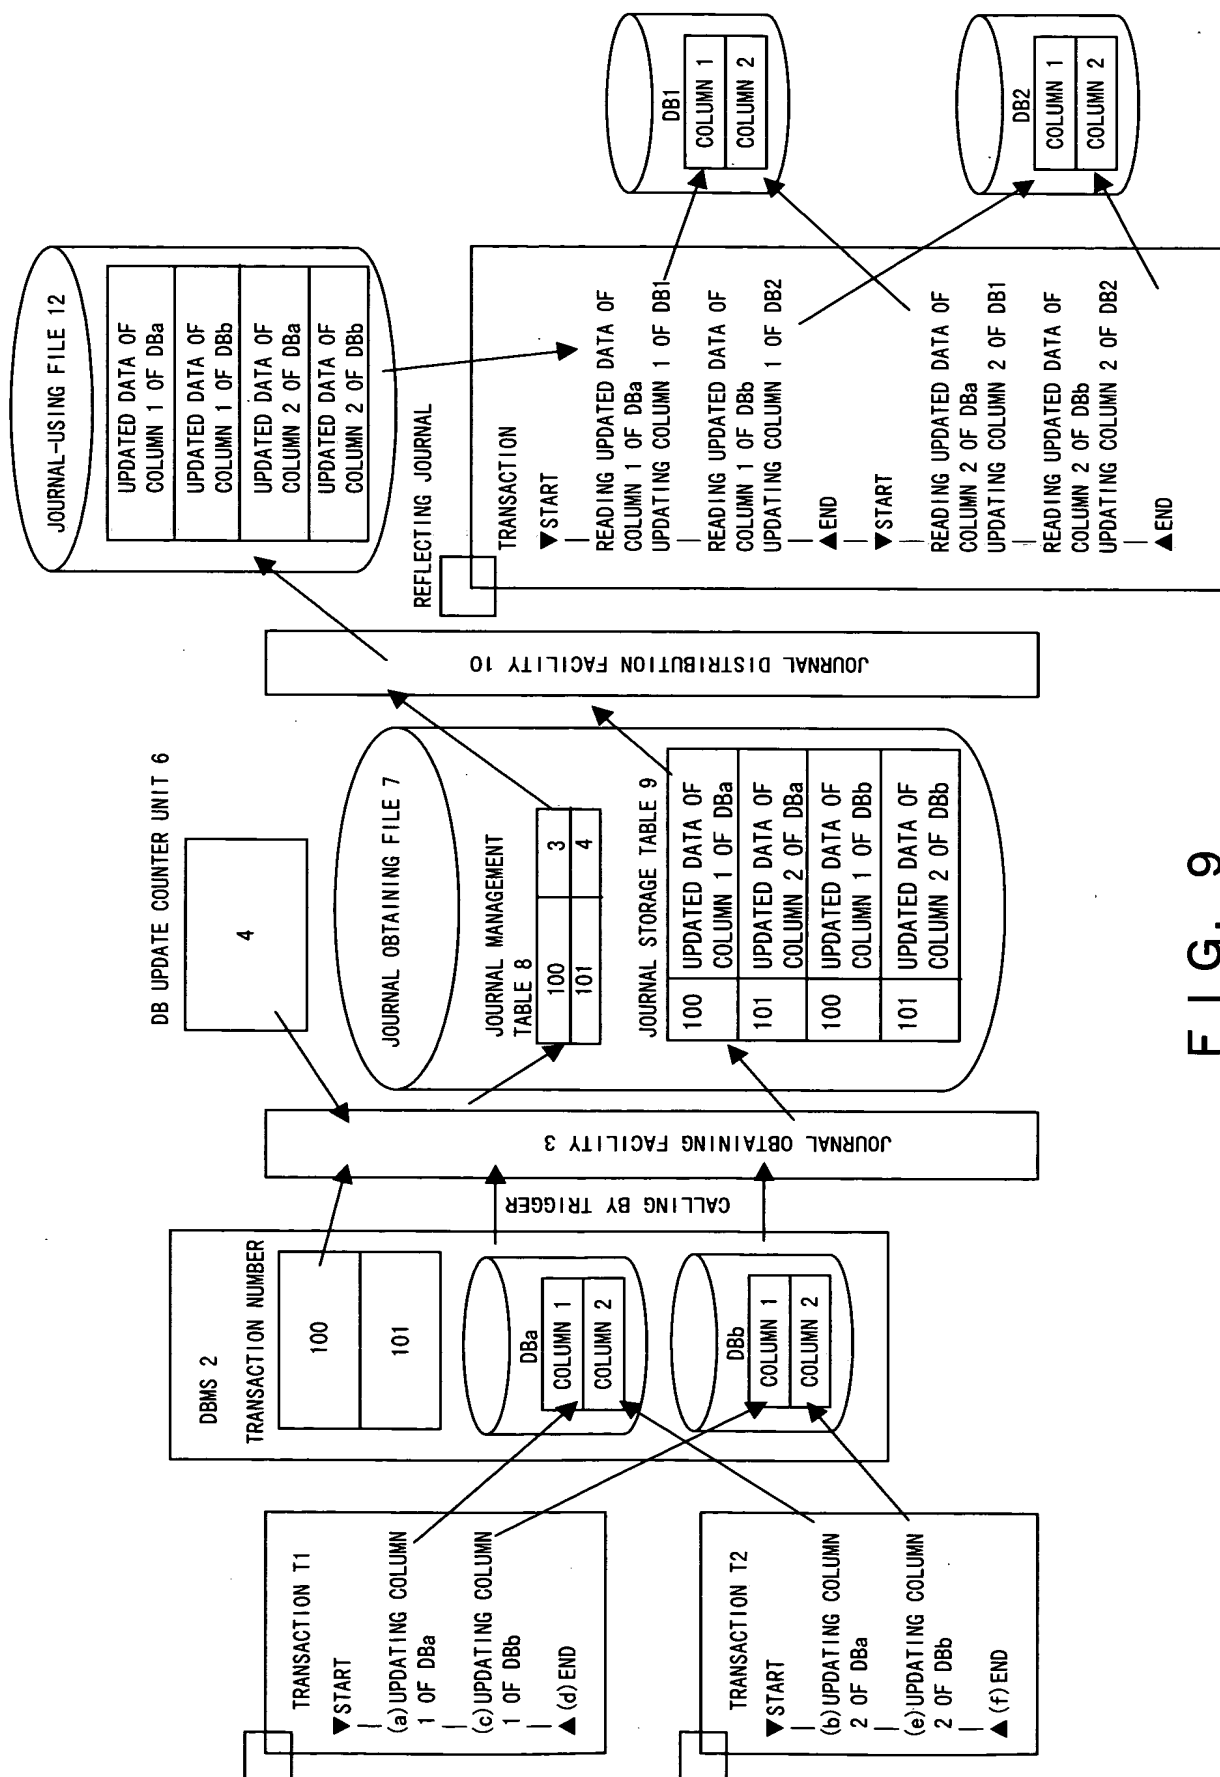 TRANSACTION T1
▼START
(a)UPDATING COLUMN
1 OF DBa
(c)UPDATING COLUMN
1 OF DBb
▲(d)END
TRANSACTION T2
▼START
(b)UPDATING COLUMN
2 OF DBa
(e)UPDATING COLUMN
2 OF DBb
▲(f)END
DBMS 2
TRANSACTION NUMBER
100
101
DBa
COLUMN 1
COLUMN 2
DBb
COLUMN 1
COLUMN 2
CALLING BY TRIGGER
JOURNAL OBTAINING FACILITY 3
DB UPDATE COUNTER UNIT 6
4
JOURNAL OBTAINING FILE 7
JOURNAL MANAGEMENT
TABLE 8
100 3
101 4
JOURNAL STORAGE TABLE 9
100 UPDATED DATA OF
COLUMN 1 OF DBa
101 UPDATED DATA OF
COLUMN 2 OF DBa
100 UPDATED DATA OF
COLUMN 1 OF DBb
101 UPDATED DATA OF
COLUMN 2 OF DBb
JOURNAL DISTRIBUTION FACILITY 10
JOURNAL-USING FILE 12
UPDATED DATA OF
COLUMN 1 OF DBa
UPDATED DATA OF
COLUMN 1 OF DBb
UPDATED DATA OF
COLUMN 2 OF DBa
UPDATED DATA OF
COLUMN 2 OF DBb
REFLECTING JOURNAL
TRANSACTION
▼START
READING UPDATED DATA OF
COLUMN 1 OF DBa
UPDATING COLUMN 1 OF DB1
READING UPDATED DATA OF
COLUMN 1 OF DBb
UPDATING COLUMN 1 OF DB2
▲END
▼START
READING UPDATED DATA OF
COLUMN 2 OF DBa
UPDATING COLUMN 2 OF DB1
READING UPDATED DATA OF
COLUMN 2 OF DBb
UPDATING COLUMN 2 OF DB2
▲END
DB1
COLUMN 1
COLUMN 2
DB2
COLUMN 1
COLUMN 2
FIG. 9